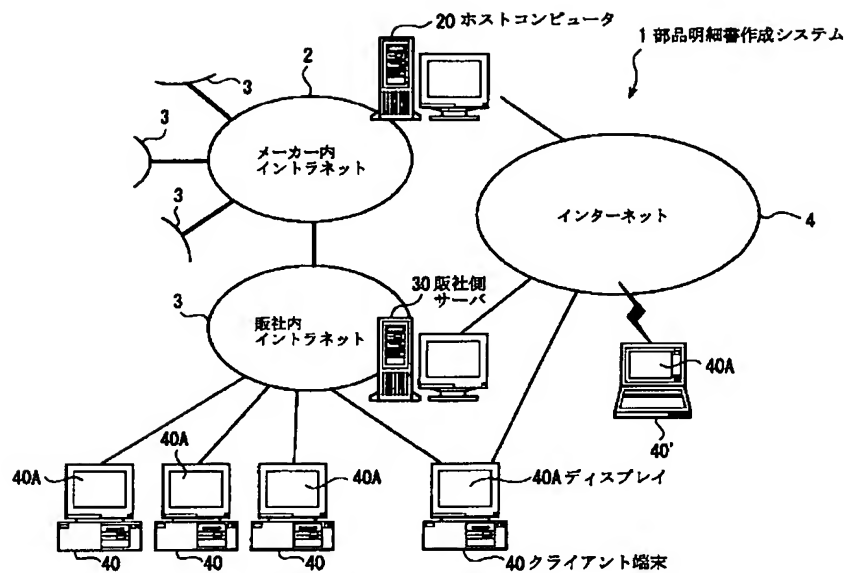 20 ホストコンピュータ
1 部品明細書作成システム
2
3
3
3
メーカー内
イントラネット
インターネット
4
3
30 販社側
サーバ
販社内
イントラネット
40A
40'
40A
40A
40A
40A ディスプレイ
40
40
40
40 クライアント端末